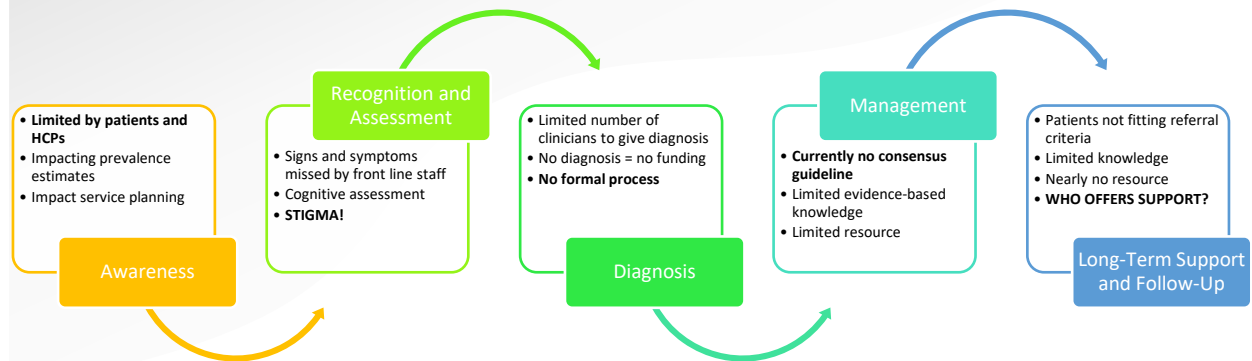 • Limited by patients and
HCPs
• Impacting prevalence
estimates
• Impact service planning
Awareness
Recognition and
Assessment
• Signs and symptoms
missed by front line staff
• Cognitive assessment
• STIGMA!
• Limited number of
clinicians to give diagnosis
• No diagnosis = no funding
• No formal process
Diagnosis
Management
• Currently no consensus
guideline
• Limited evidence-based
knowledge
• Limited resource
• Patients not fitting referral
criteria
• Limited knowledge
• Nearly no resource
• WHO OFFERS SUPPORT?
Long-Term Support
and Follow-Up